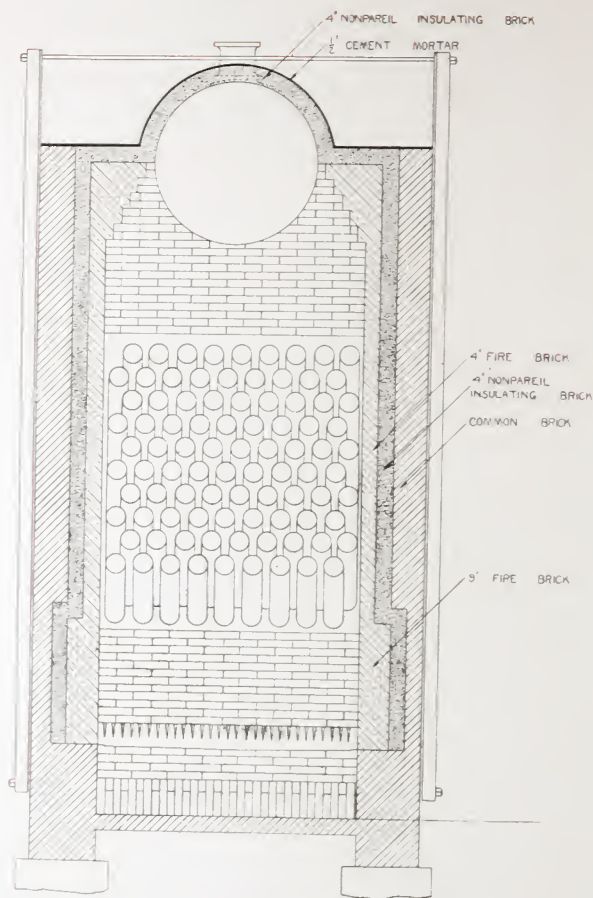 4" NONPAREIL INSULATING BRICK
½" CEMENT MORTAR
4" FIRE BRICK
4" NONPAREIL
INSULATING BRICK
COMMON BRICK
9" FIRE BRICK